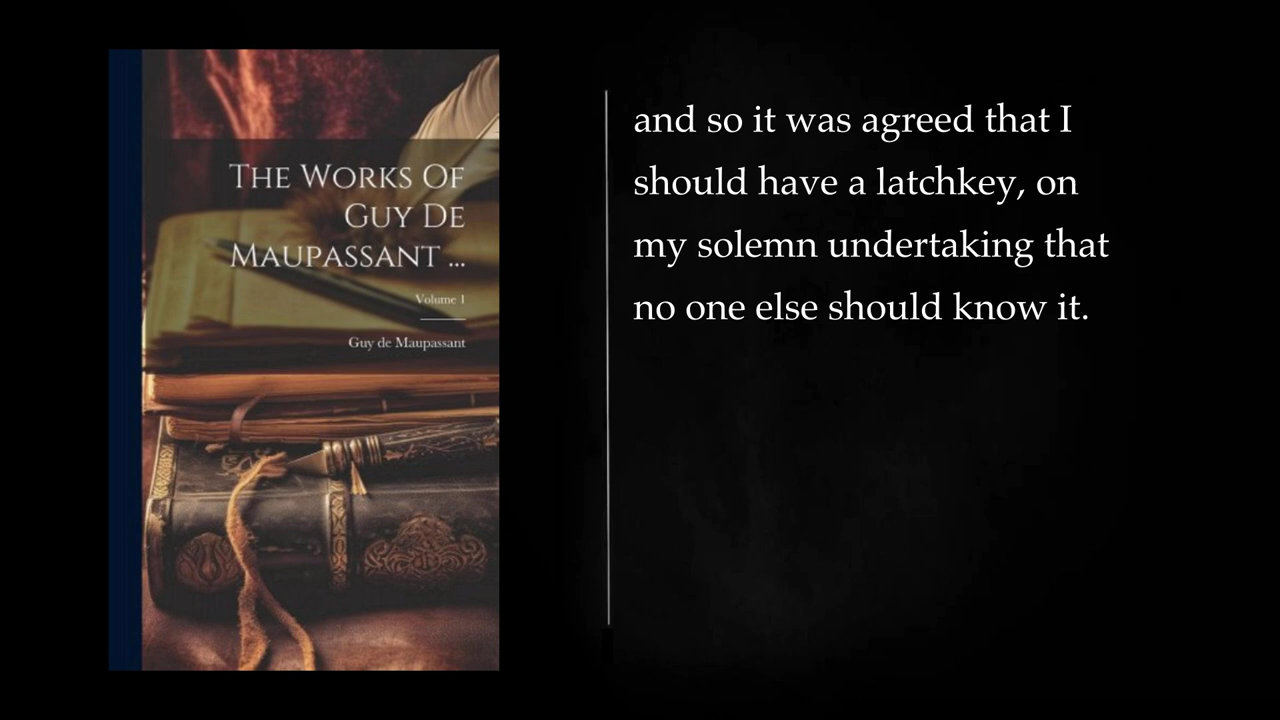 The Works Of
Guy De
Maupassant ...
Volume 1
Guy de Maupassant
and so it was agreed that I
should have a latchkey, on
my solemn undertaking that
no one else should know it.